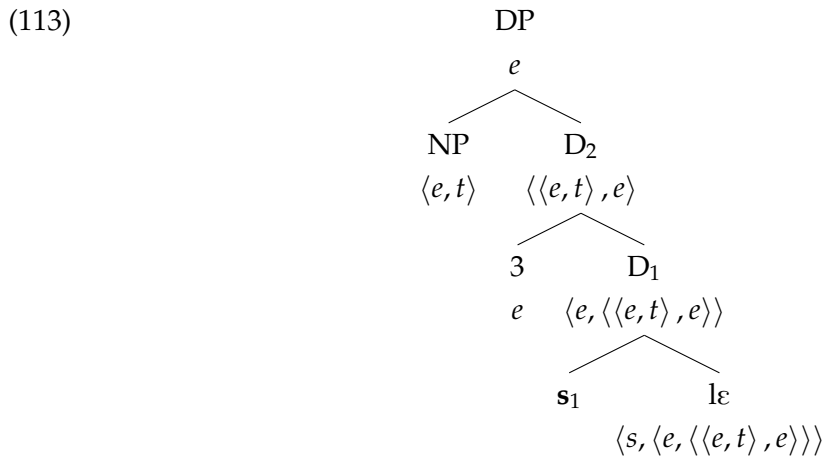 (113) DP
e
NP D₂
⟨e, t⟩ ⟨⟨e, t⟩ , e⟩
3 D₁
e ⟨e, ⟨⟨e, t⟩ , e⟩⟩
s₁ lɛ
⟨s, ⟨e, ⟨⟨e, t⟩ , e⟩⟩⟩